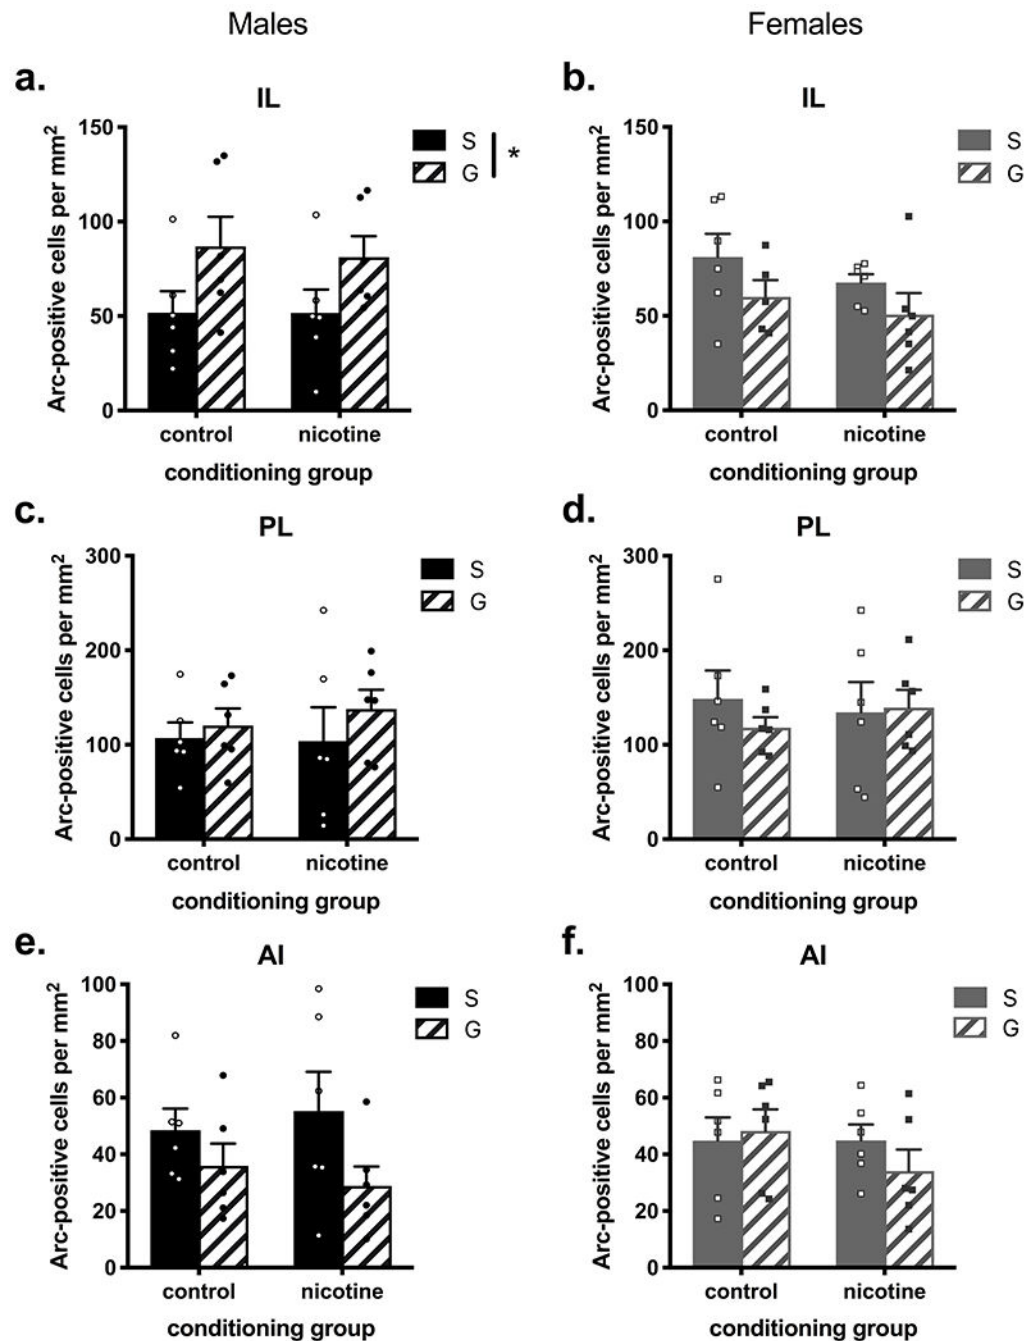 Males Females
a. b.
IL IL
Arc-positive cells per mm² Arc-positive cells per mm²
150 150
100 100
50 50
0 0
S S
G * G
control nicotine control nicotine
conditioning group conditioning group
c. d.
PL PL
Arc-positive cells per mm² Arc-positive cells per mm²
300 300
200 200
100 100
0 0
S S
G G
control nicotine control nicotine
conditioning group conditioning group
e. f.
AI AI
Arc-positive cells per mm² Arc-positive cells per mm²
100 100
80 80
60 60
40 40
20 20
0 0
S S
G G
control nicotine control nicotine
conditioning group conditioning group